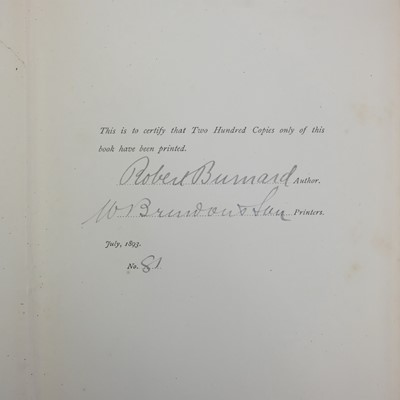 This is to certify that Two Hundred Copies only of this
book have been printed.
Robert Burnard Author.
W Brendon & Son Printers.
July, 1893.
No. 81